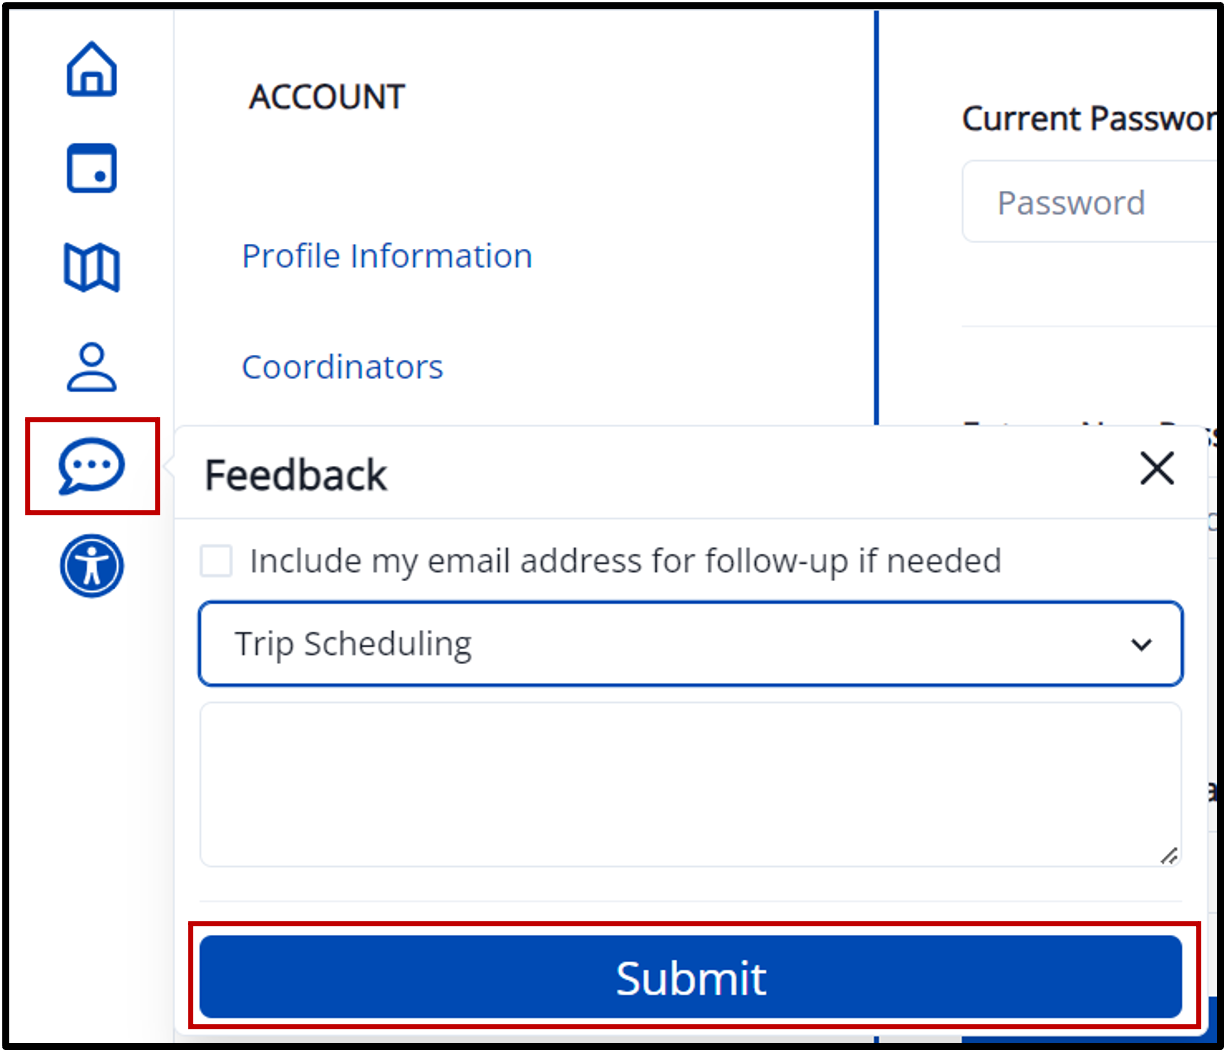 ACCOUNT
Profile Information
Coordinators
Current Passwor
Password
Feedback
Include my email address for follow-up if needed
Trip Scheduling
Submit